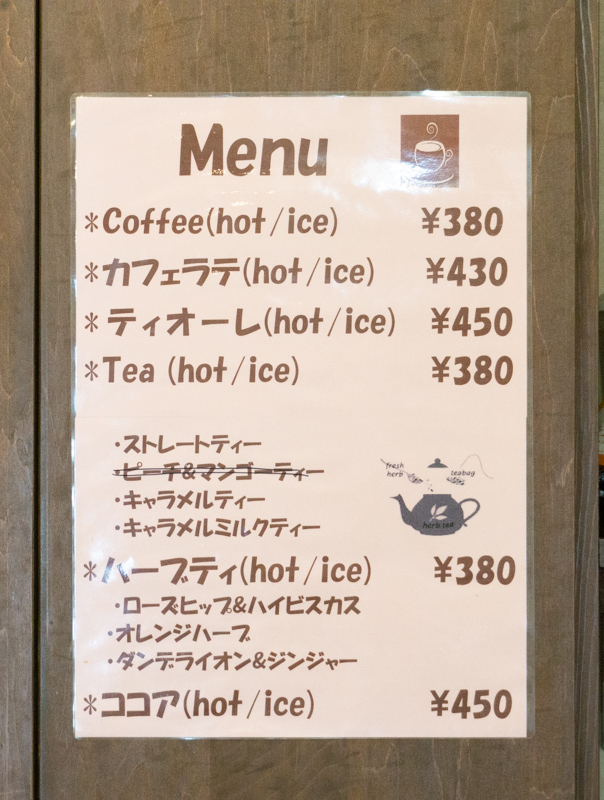 Menu
*Coffee(hot/ice) ¥380
*カフェラテ(hot/ice) ¥430
*ティオーレ(hot/ice) ¥450
*Tea (hot/ice) ¥380
・ストレートティー
・ピーチ&マンゴーティー
・キャラメルティー
・キャラメルミルクティー
fresh herb
teabag
herb tea
*ハーブティ(hot/ice) ¥380
・ローズヒップ&ハイビスカス
・オレンジハーブ
・ダンデライオン&ジンジャー
*ココア(hot/ice) ¥450